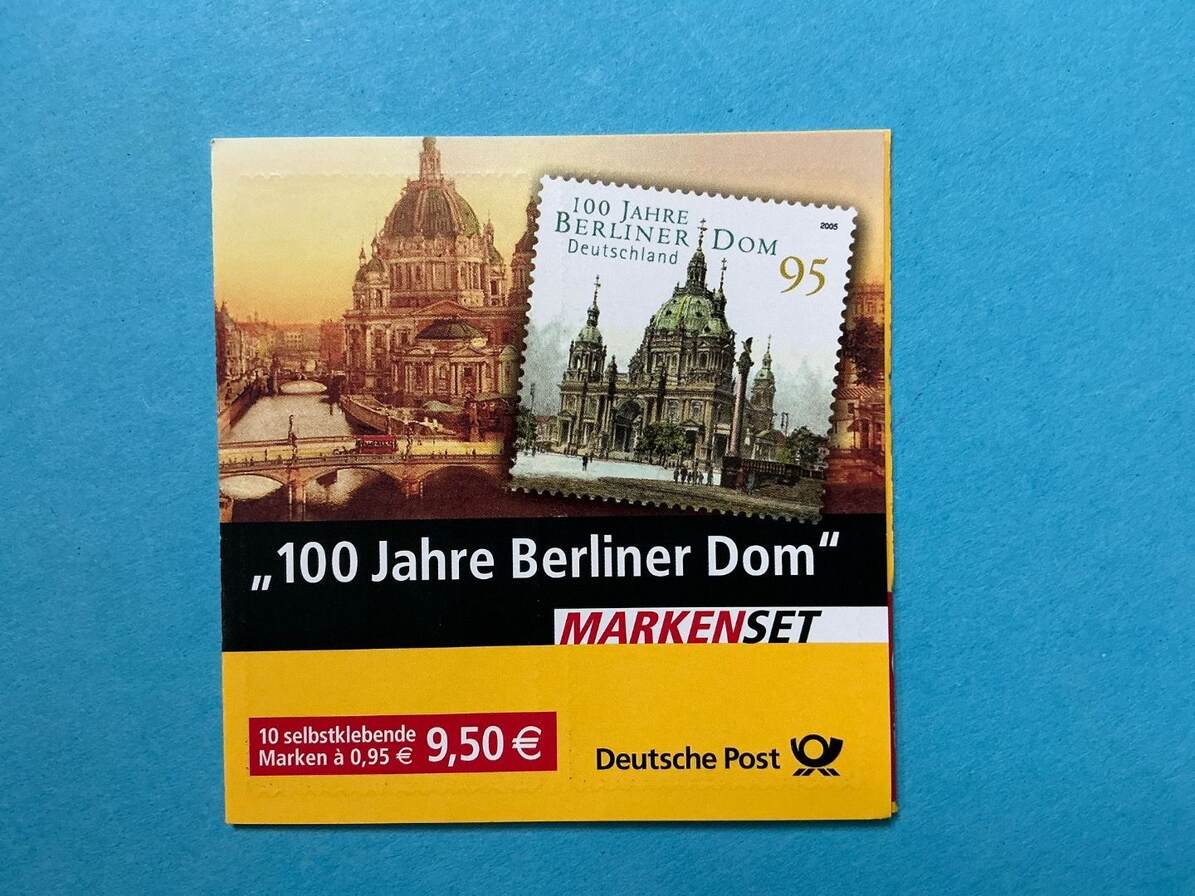 100 JAHRE
BERLINER DOM
Deutschland
2005
95
„100 Jahre Berliner Dom“
MARKENSET
10 selbstklebende
Marken à 0,95 €
9,50 €
Deutsche Post